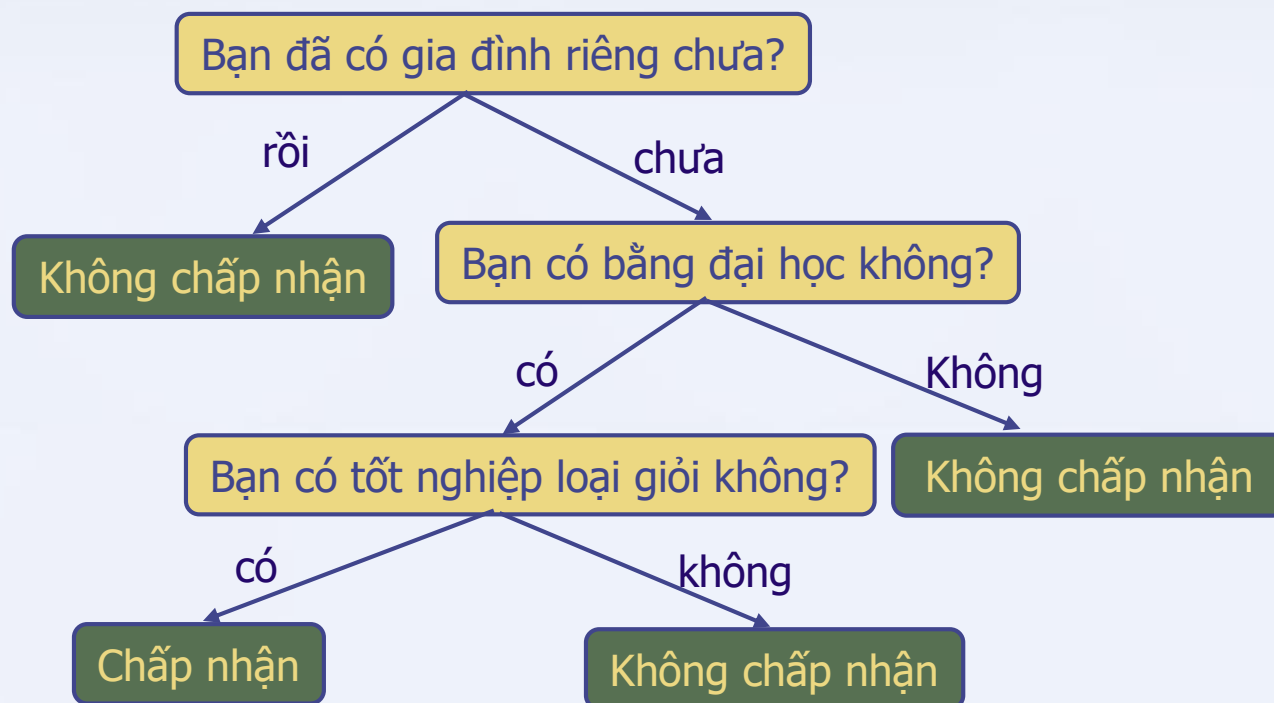 Bạn đã có gia đình riêng chưa?
rồi
chưa
Không chấp nhận
Bạn có bằng đại học không?
có
Không
Bạn có tốt nghiệp loại giỏi không?
Không chấp nhận
có
không
Chấp nhận
Không chấp nhận